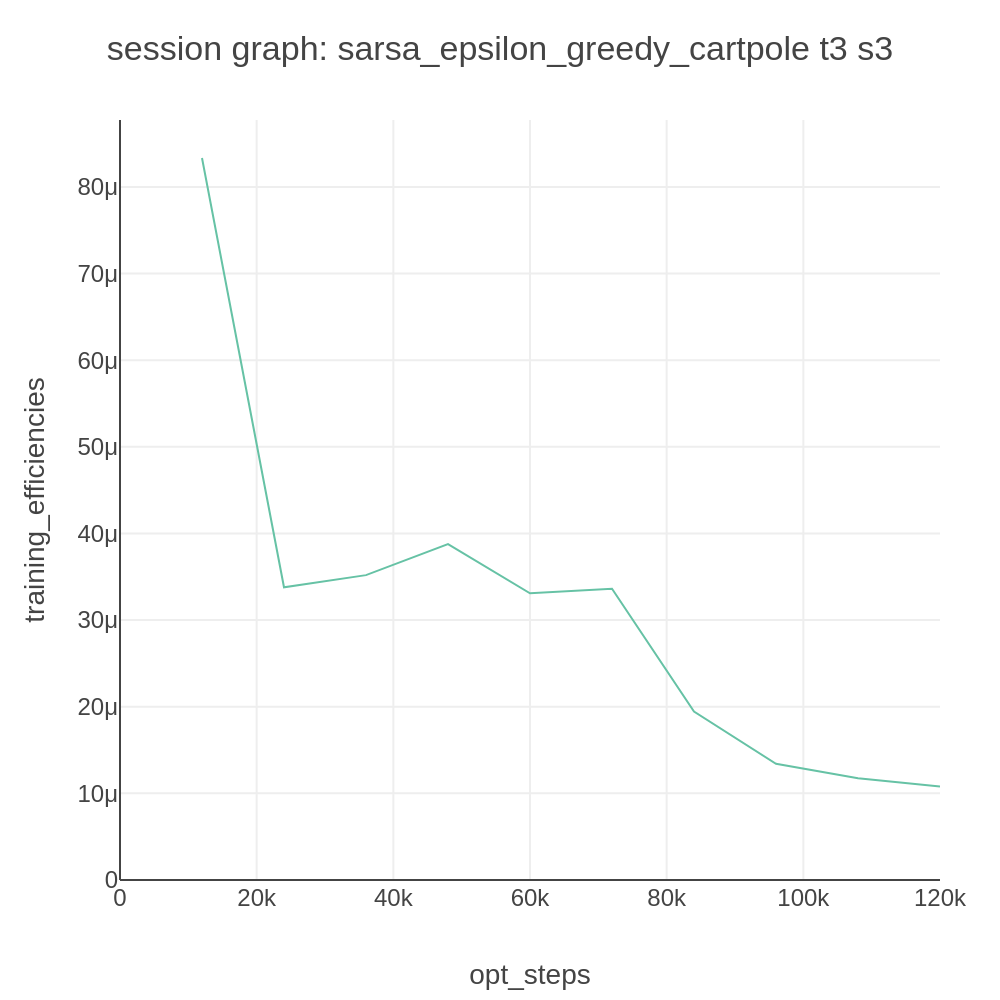 session graph: sarsa_epsilon_greedy_cartpole t3 s3
training_efficiencies
80μ
70μ
60μ
50μ
40μ
30μ
20μ
10μ
0
0 20k 40k 60k 80k 100k 120k
opt_steps